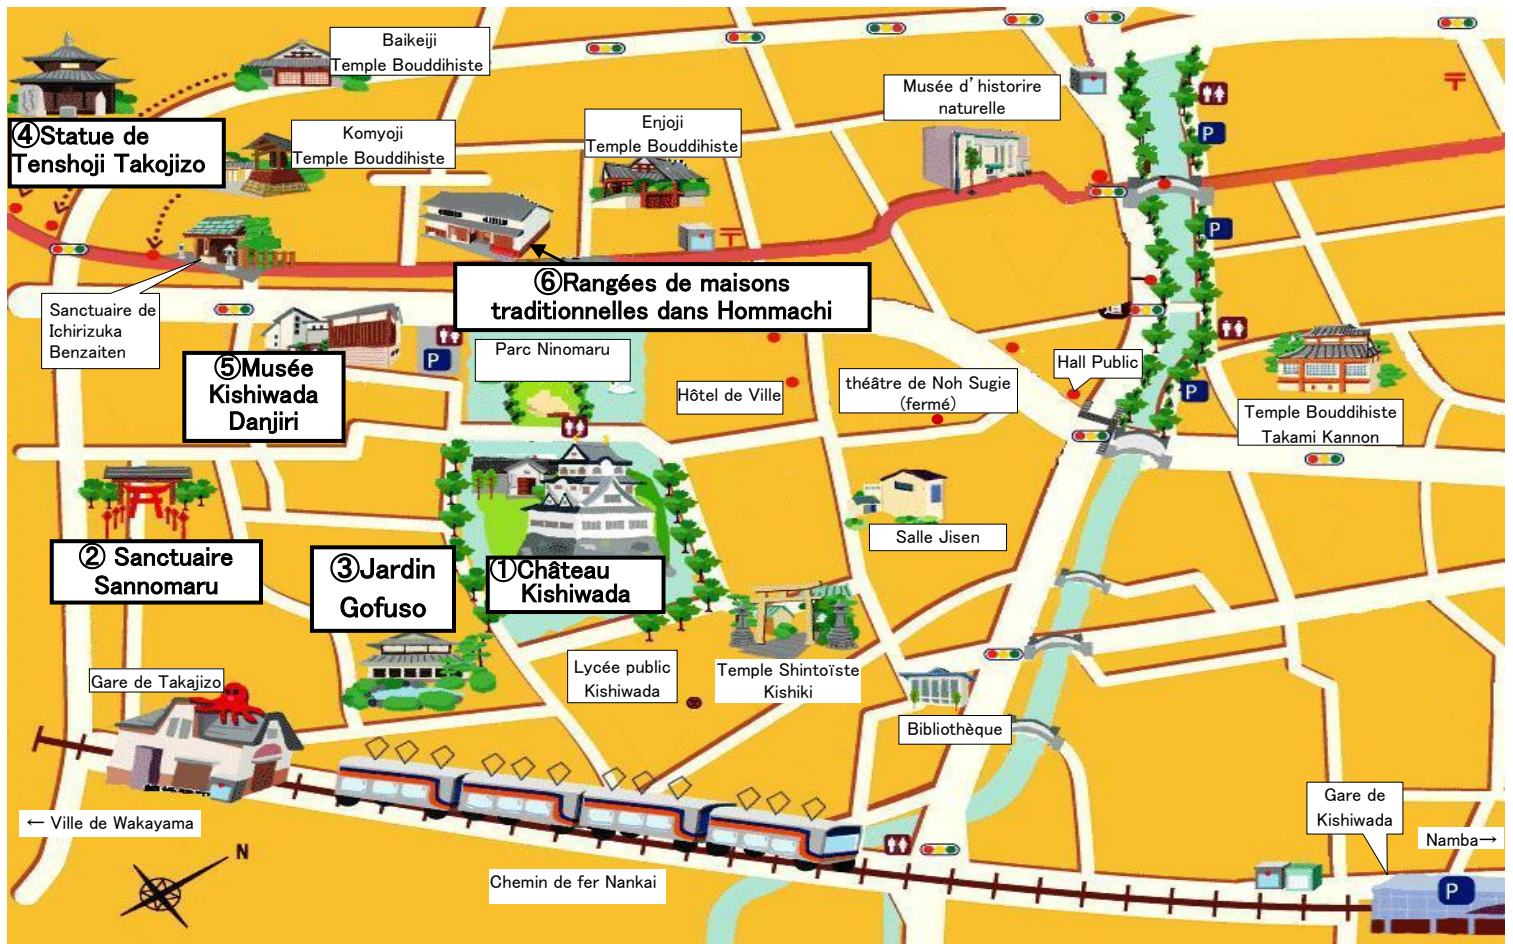 Baikeiji
Temple Bouddihiste
④Statue de
Tenshoji Takojizo
Komyoji
Temple Bouddihiste
Enjoji
Temple Bouddihiste
Musée d'historire
naturelle
〒
P
P
〒
P
Sanctuaire de
Ichirizuka
Benzaiten
⑥Rangées de maisons
traditionnelles dans Hommachi
⑤Musée
Kishiwada
Danjiri
P
Parc Ninomaru
Hôtel de Ville
théâtre de Noh Sugie
(fermé)
Hall Public
P
Temple Bouddihiste
Takami Kannon
② Sanctuaire
Sannomaru
③Jardin
Gofuso
①Château
Kishiwada
Salle Jisen
Gare de Takajizo
Lycée public
Kishiwada
Temple Shintoïste
Kishiki
Bibliothèque
← Ville de Wakayama
N
Chemin de fer Nankai
Gare de
Kishiwada
Namba→
P